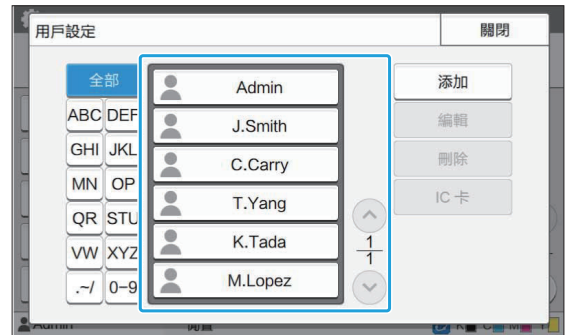 用戶設定
關閉
全部
ABC DEF
GHI JKL
MN OP
QR STU
VW XYZ
.~/ 0-9
Admin
J.Smith
C.Carry
T.Yang
K.Tada
M.Lopez
1
1
添加
編輯
刪除
IC 卡
Admin